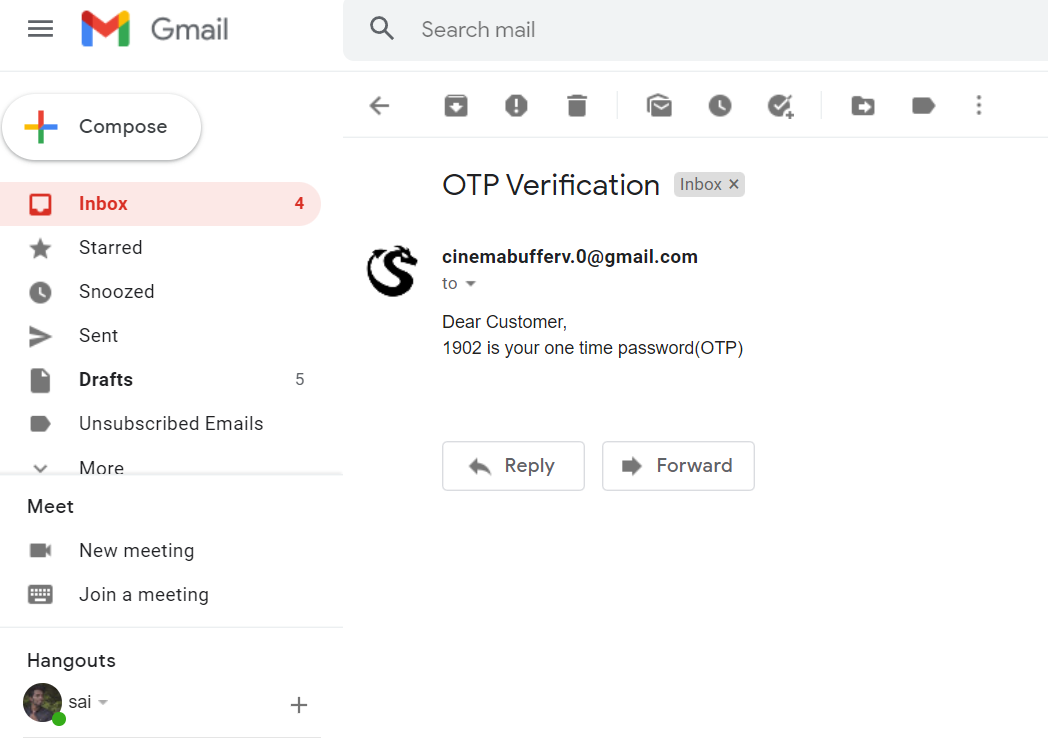 Gmail
Search mail
Compose
Inbox 4
Starred
Snoozed
Sent
Drafts 5
Unsubscribed Emails
More
Meet
New meeting
Join a meeting
Hangouts
sai
OTP Verification Inbox ×
cinemabufferv.0@gmail.com
to
Dear Customer,
1902 is your one time password(OTP)
Reply Forward